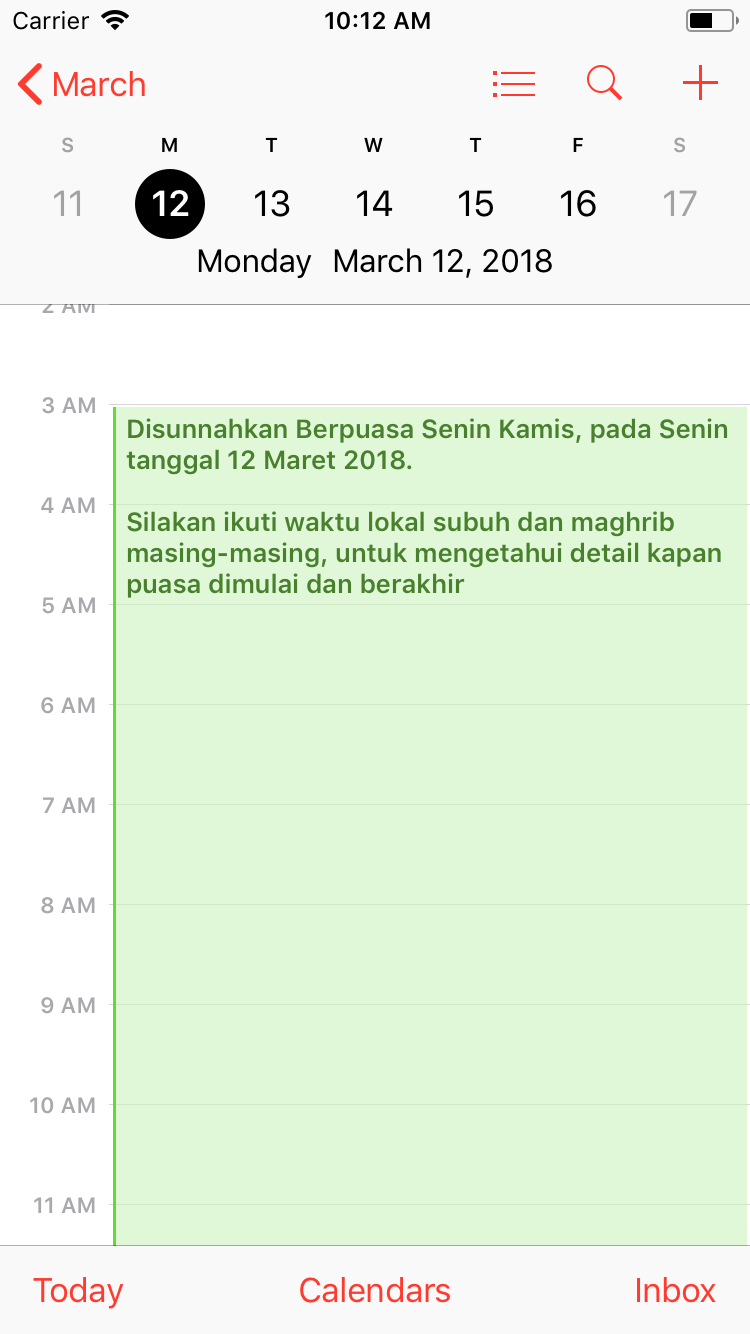 Carrier 10:12 AM
March
S M T W T F S
11 12 13 14 15 16 17
Monday March 12, 2018
2 AM
3 AM
Disunnahkan Berpuasa Senin Kamis, pada Senin
tanggal 12 Maret 2018.
4 AM
Silakan ikuti waktu lokal subuh dan maghrib
masing-masing, untuk mengetahui detail kapan
puasa dimulai dan berakhir
5 AM
6 AM
7 AM
8 AM
9 AM
10 AM
11 AM
Today Calendars Inbox